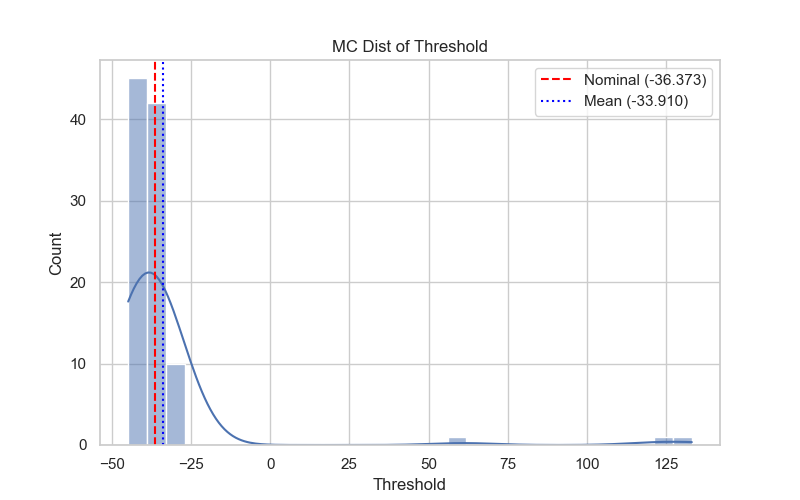 MC Dist of Threshold
Nominal (-36.373)
Mean (-33.910)
Count
40
30
20
10
0
−50 −25 0 25 50 75 100 125
Threshold